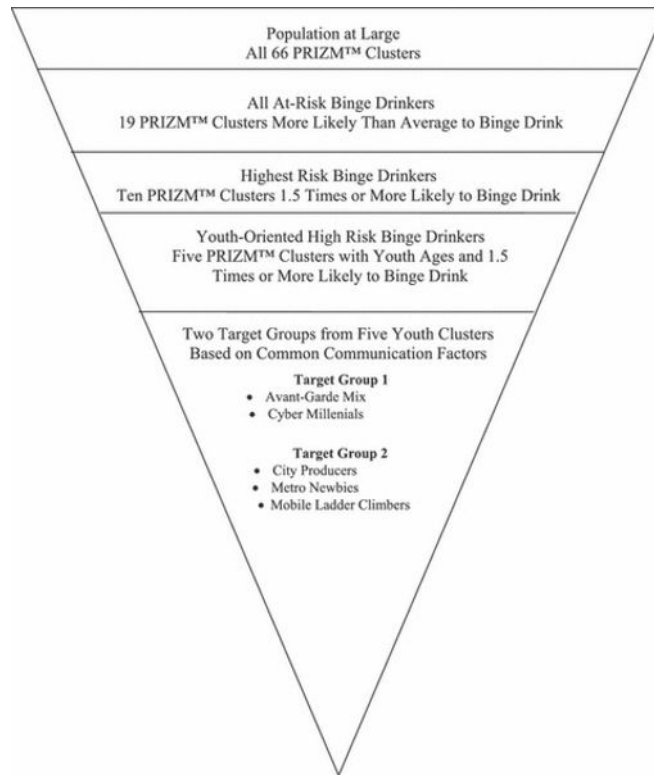 Population at Large
All 66 PRIZM™ Clusters
All At-Risk Binge Drinkers
19 PRIZM™ Clusters More Likely Than Average to Binge Drink
Highest Risk Binge Drinkers
Ten PRIZM™ Clusters 1.5 Times or More Likely to Binge Drink
Youth-Oriented High Risk Binge Drinkers
Five PRIZM™ Clusters with Youth Ages and 1.5
Times or More Likely to Binge Drink
Two Target Groups from Five Youth Clusters
Based on Common Communication Factors
Target Group 1
• Avant-Garde Mix
• Cyber Millenials
Target Group 2
• City Producers
• Metro Newbies
• Mobile Ladder Climbers